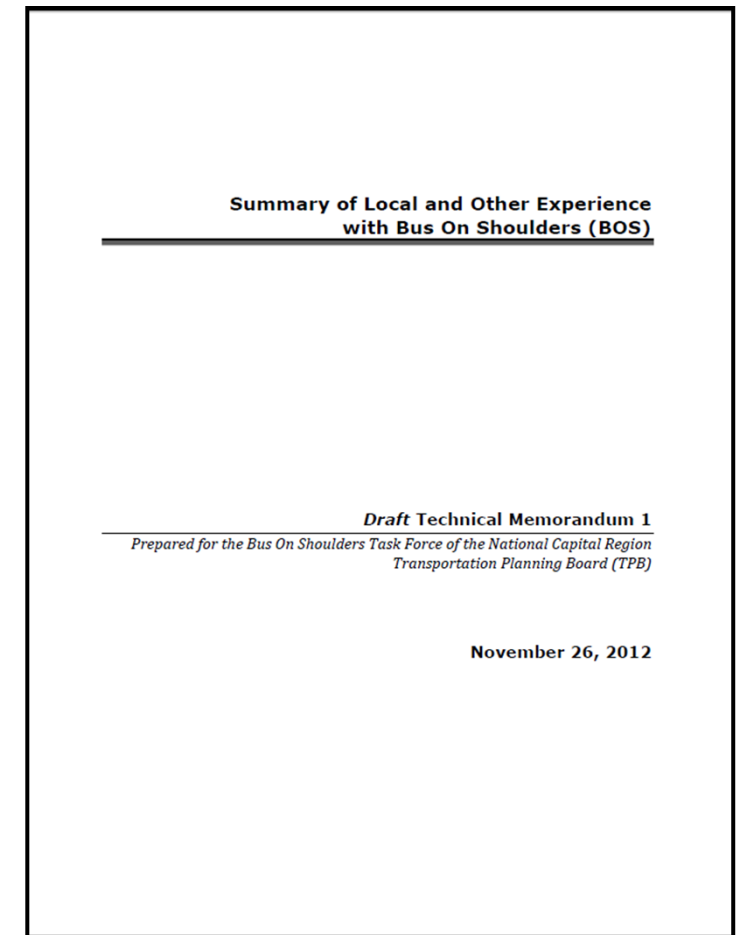 Summary of Local and Other Experience
with Bus On Shoulders (BOS)
Draft Technical Memorandum 1
Prepared for the Bus On Shoulders Task Force of the National Capital Region
Transportation Planning Board (TPB)
November 26, 2012